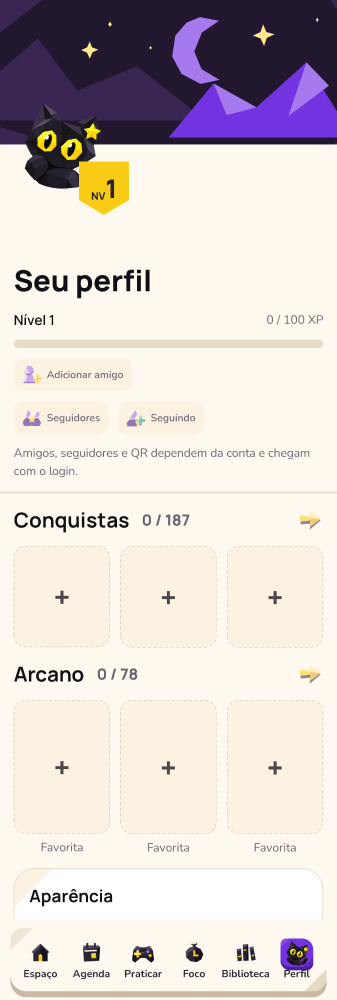 NV 1
Seu perfil
Nível 1
0 / 100 XP
Adicionar amigo
Seguidores
Seguindo
Amigos, seguidores e QR dependem da conta e chegam
com o login.
Conquistas 0 / 187
+ + +
Arcano 0 / 78
+ + +
Favorita Favorita Favorita
Aparência
Espaço Agenda Praticar Foco Biblioteca Perfil